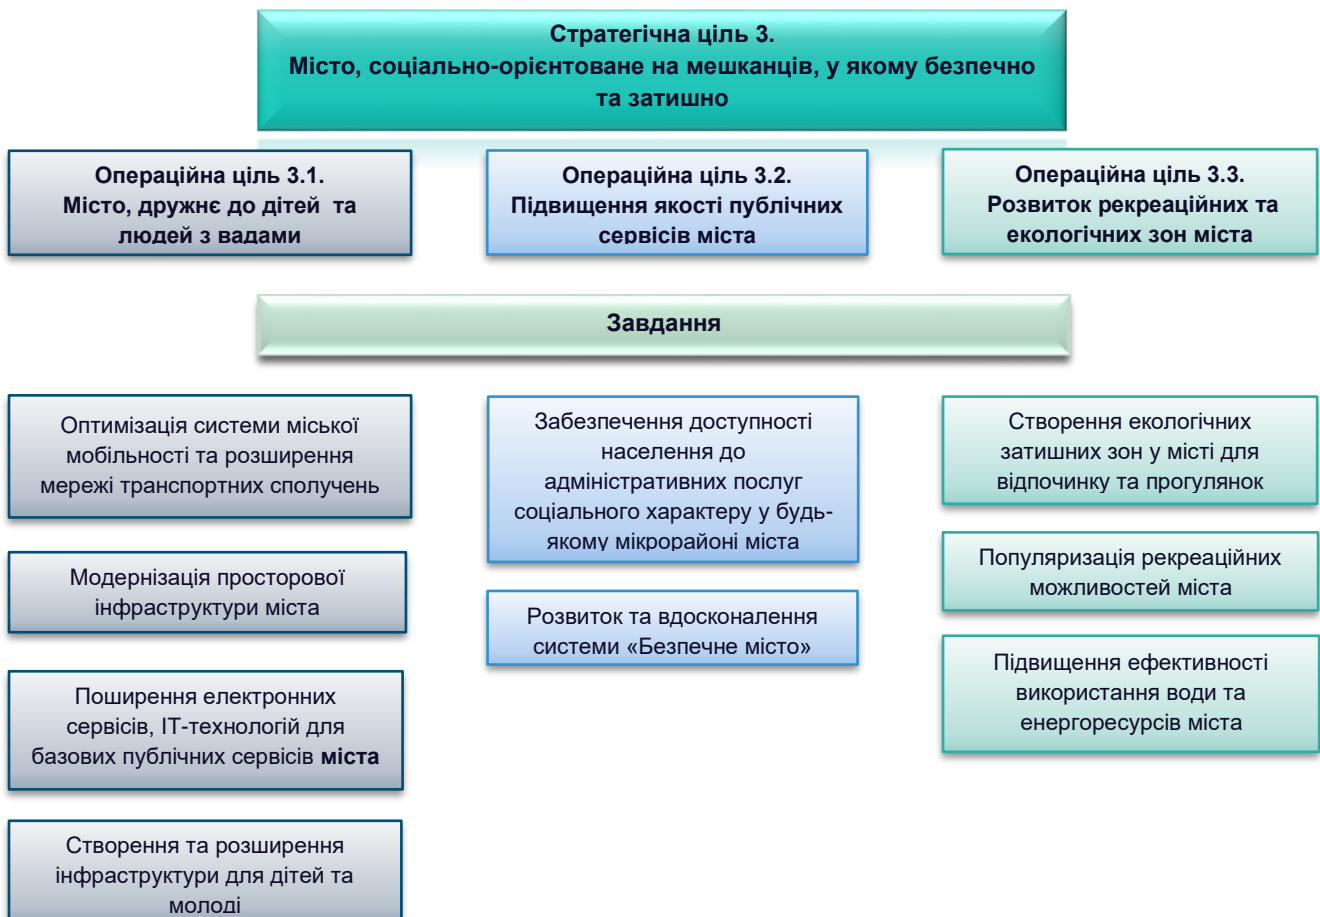 Стратегічна ціль 3.
Місто, соціально-орієнтоване на мешканців, у якому безпечно
та затишно
Операційна ціль 3.1.
Місто, дружнє до дітей та
людей з вадами
Операційна ціль 3.2.
Підвищення якості публічних
сервісів міста
Операційна ціль 3.3.
Розвиток рекреаційних та
екологічних зон міста
Завдання
Оптимізація системи міської
мобільності та розширення
мережі транспортних сполучень
Модернізація просторової
інфраструктури міста
Поширення електронних
сервісів, ІТ-технологій для
базових публічних сервісів міста
Створення та розширення
інфраструктури для дітей та
молоді
Забезпечення доступності
населення до
адміністративних послуг
соціального характеру у будь-
якому мікрорайоні міста
Розвиток та вдосконалення
системи «Безпечне місто»
Створення екологічних
затишних зон у місті для
відпочинку та прогулянок
Популяризація рекреаційних
можливостей міста
Підвищення ефективності
використання води та
енергоресурсів міста